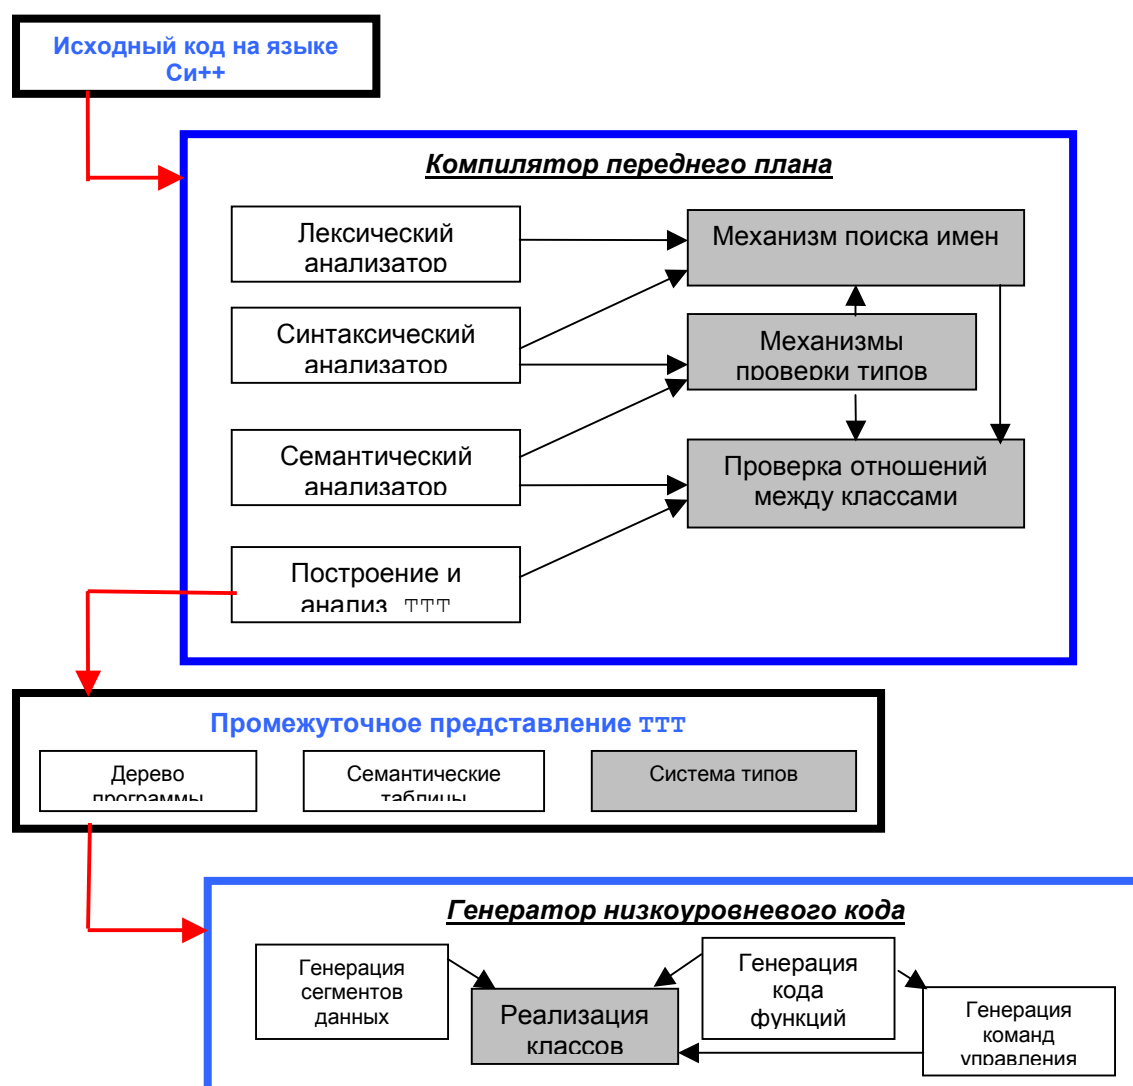 Исходный код на языке
Си++
Компилятор переднего плана
Лексический
анализатор
Механизм поиска имен
Синтаксический
анализатор
Механизмы
проверки типов
Семантический
анализатор
Проверка отношений
между классами
Построение и
анализ TTT
Промежуточное представление TTT
Дерево
программы
Семантические
таблицы
Система типов
Генератор низкоуровневого кода
Генерация
сегментов
данных
Реализация
классов
Генерация
кода
функций
Генерация
команд
управления